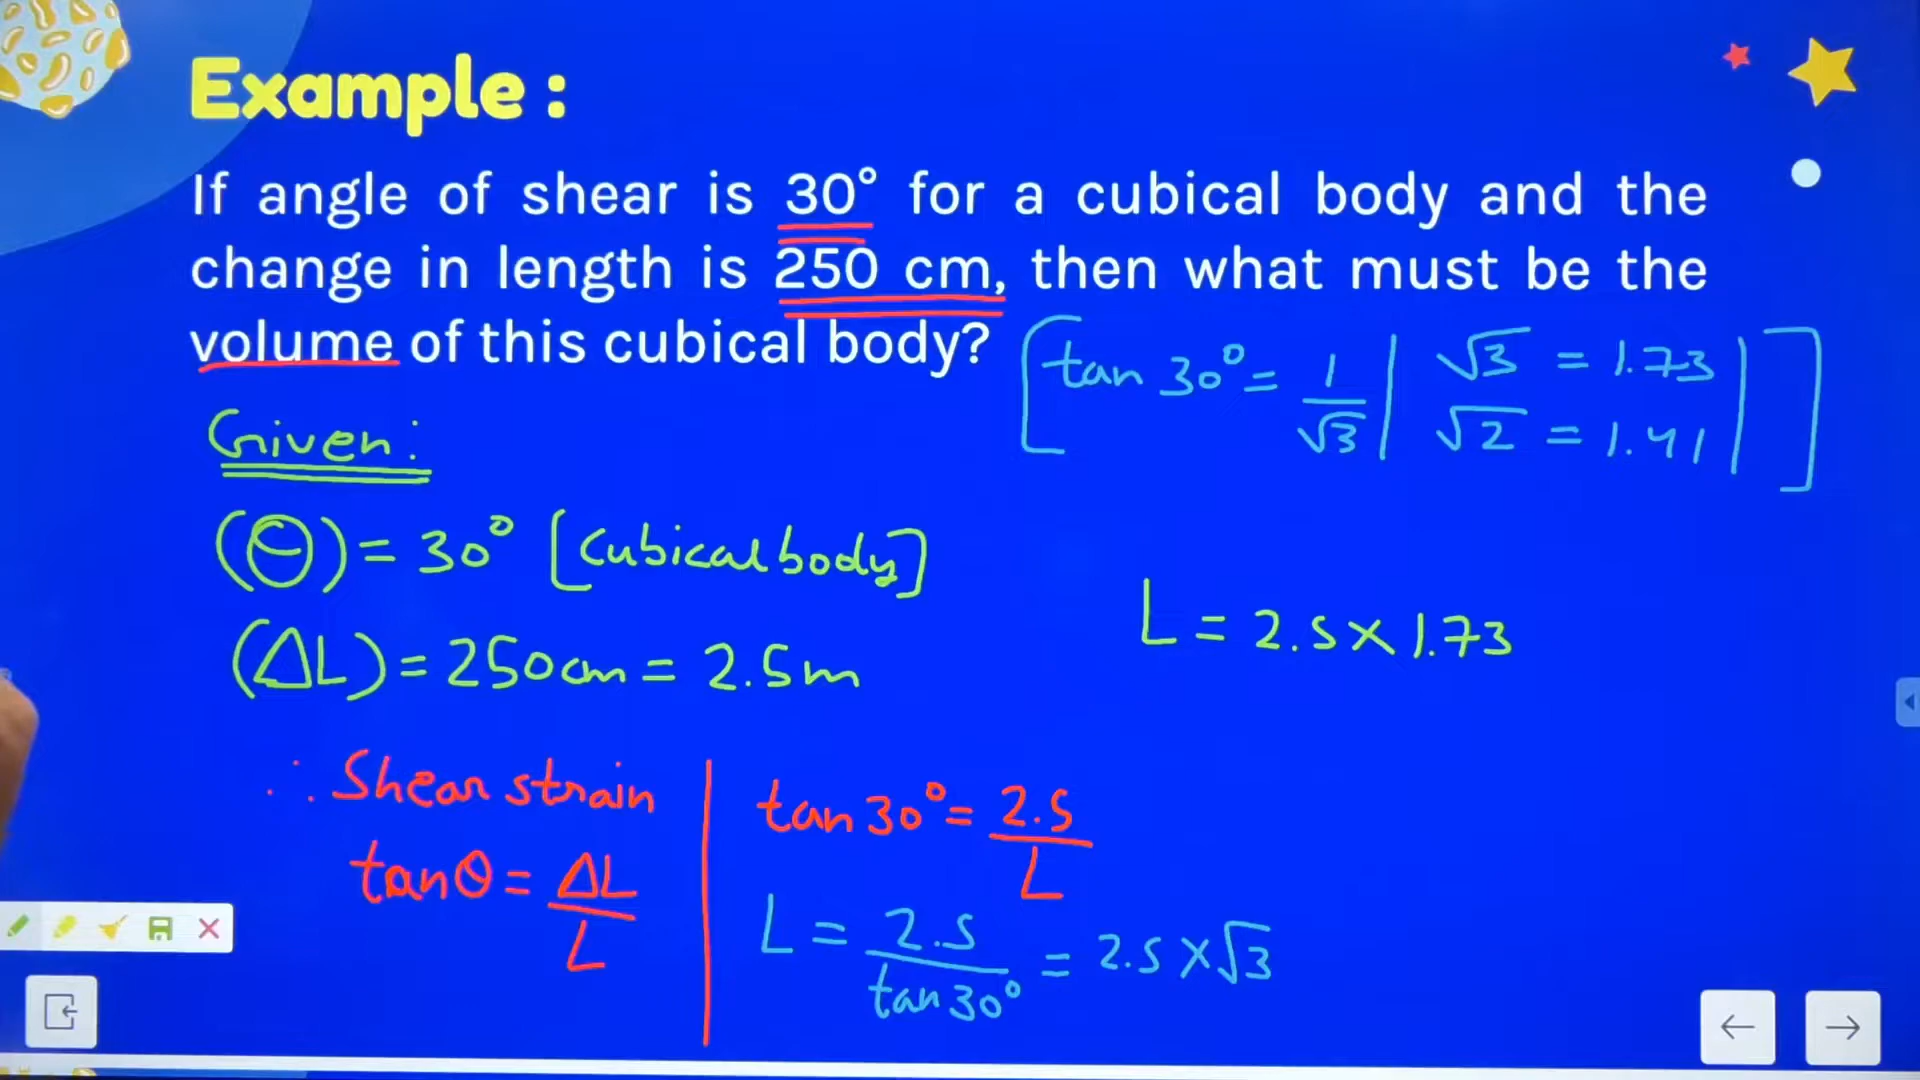 Example :
If angle of shear is 30° for a cubical body and the
change in length is 250 cm, then what must be the
volume of this cubical body?
[tan 30° = 1/√3 | √3 = 1.73
√2 = 1.41 | ]
Given:
(θ) = 30° [Cubical body]
(ΔL) = 250cm = 2.5m
L = 2.5 × 1.73
∴ Shear strain
tanθ = ΔL/L
tan 30° = 2.5/L
L = 2.5/tan 30° = 2.5 × √3